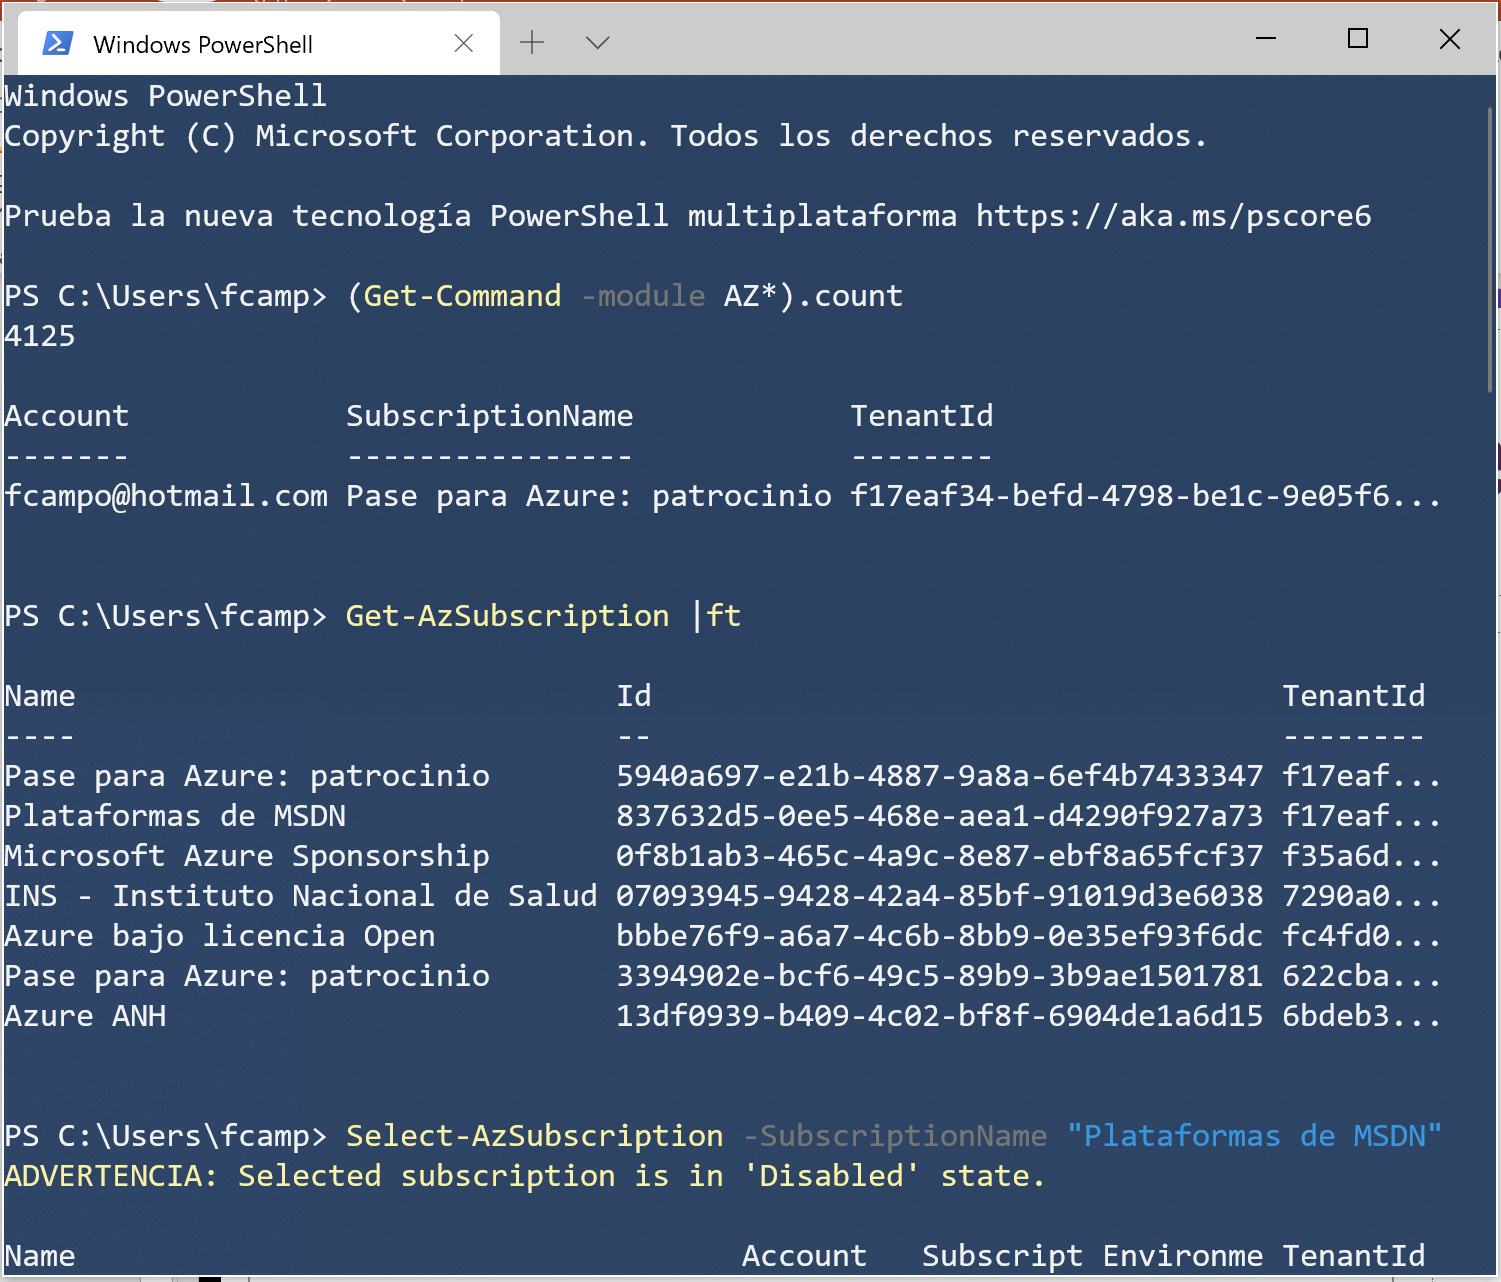 Windows PowerShell
Windows PowerShell
Copyright (C) Microsoft Corporation. Todos los derechos reservados.
Prueba la nueva tecnología PowerShell multiplataforma https://aka.ms/pscore6
PS C:\Users\fcamp> (Get-Command -module AZ*).count
4125
Account SubscriptionName TenantId
------- ---------------- --------
fcampo@hotmail.com Pase para Azure: patrocinio f17eaf34-befd-4798-be1c-9e05f6...
PS C:\Users\fcamp> Get-AzSubscription |ft
Name Id TenantId
---- -- --------
Pase para Azure: patrocinio 5940a697-e21b-4887-9a8a-6ef4b7433347 f17eaf...
Plataformas de MSDN 837632d5-0ee5-468e-aea1-d4290f927a73 f17eaf...
Microsoft Azure Sponsorship 0f8b1ab3-465c-4a9c-8e87-ebf8a65fcf37 f35a6d...
INS - Instituto Nacional de Salud 07093945-9428-42a4-85bf-91019d3e6038 7290a0...
Azure bajo licencia Open bbbe76f9-a6a7-4c6b-8bb9-0e35ef93f6dc fc4fd0...
Pase para Azure: patrocinio 3394902e-bcf6-49c5-89b9-3b9ae1501781 622cba...
Azure ANH 13df0939-b409-4c02-bf8f-6904de1a6d15 6bdeb3...
PS C:\Users\fcamp> Select-AzSubscription -SubscriptionName "Plataformas de MSDN"
ADVERTENCIA: Selected subscription is in 'Disabled' state.
Name Account Subscript Environme TenantId